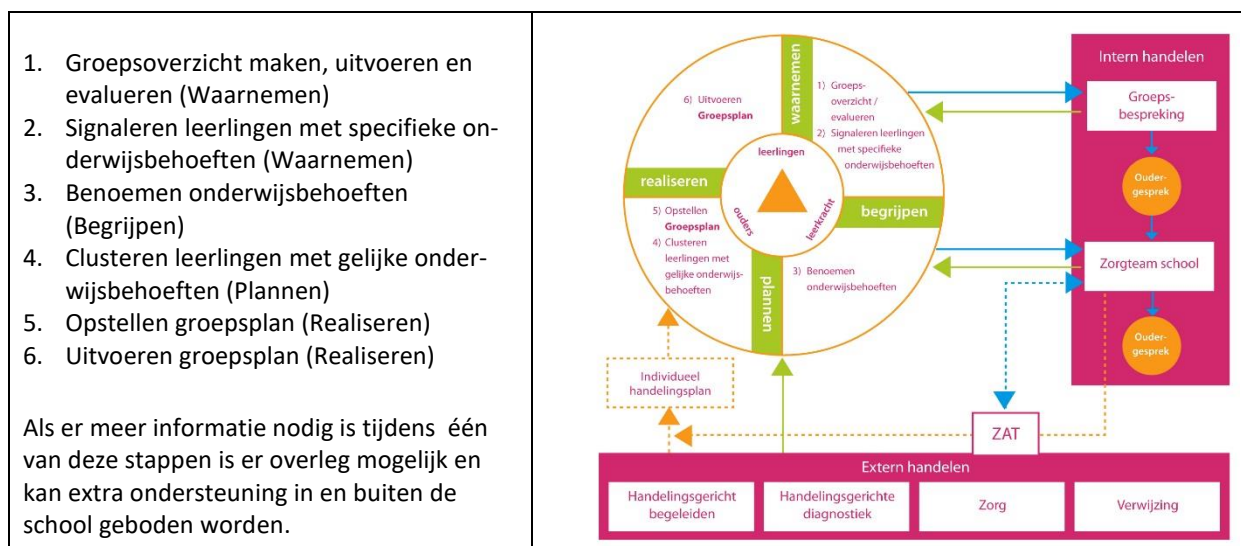 1. Groepsoverzicht maken, uitvoeren en
evalueren (Waarnemen)
2. Signaleren leerlingen met specifieke on-
derwijsbehoeften (Waarnemen)
3. Benoemen onderwijsbehoeften
(Begrijpen)
4. Clusteren leerlingen met gelijke onder-
wijsbehoeften (Plannen)
5. Opstellen groepsplan (Realiseren)
6. Uitvoeren groepsplan (Realiseren)
Als er meer informatie nodig is tijdens één
van deze stappen is er overleg mogelijk en
kan extra ondersteuning in en buiten de
school geboden worden.
waarnemen
6) Uitvoeren
Groepsplan
1) Groeps-
overzicht /
evalueren
2) Signaleren leerlingen
met specifieke
onderwijsbehoeften
leerlingen
ouders
leerkracht
realiseren
begrijpen
5) Opstellen
Groepsplan
4) Clusteren
leerlingen met
gelijke onderwijs-
behoeften
plannen
3) Benoemen
onderwijsbehoeften
Intern handelen
Groeps-
bespreking
Ouder-
gesprek
Zorgteam school
Ouder-
gesprek
Individueel
handelingsplan
ZAT
Extern handelen
Handelingsgericht
begeleiden
Handelingsgerichte
diagnostiek
Zorg
Verwijzing